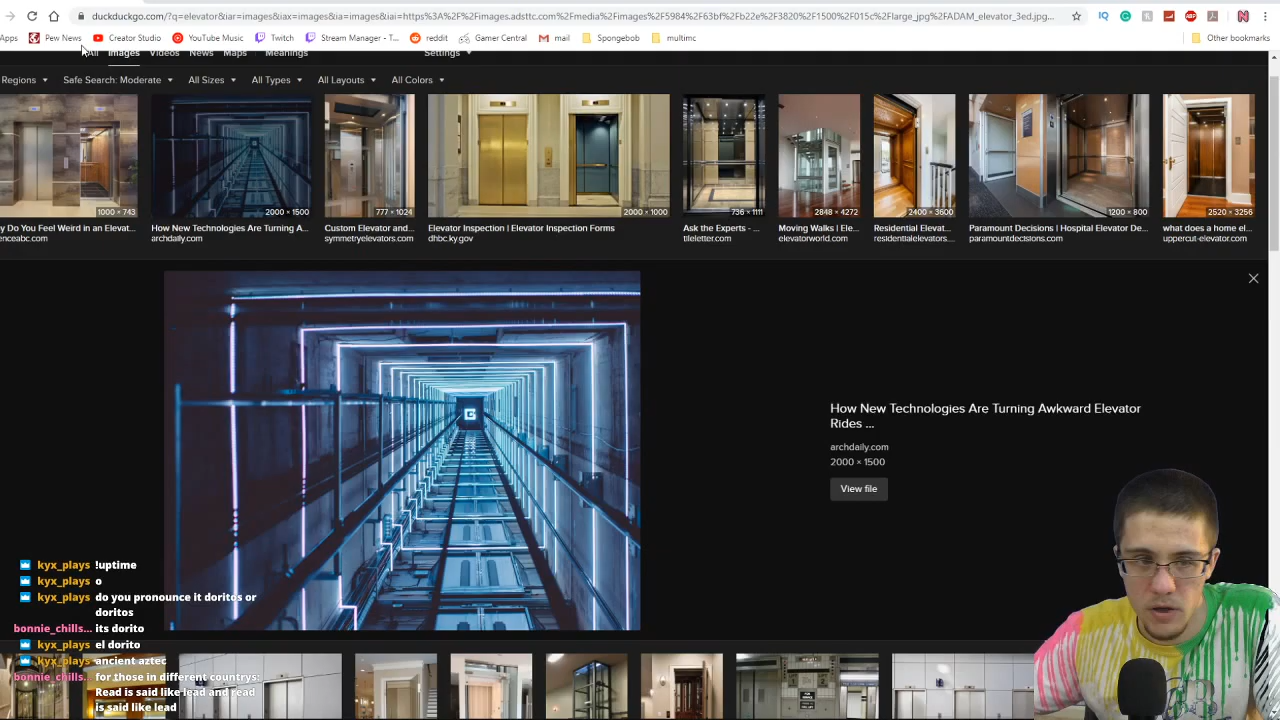 duckduckgo.com/?q=elevator&iar=images&iax=images&ia=images&iai=https%3A%2F%2Fimages.adsttc.com%2Fmedia%2Fimages%2F5984%2F63bf%2Fb22e%2F3820%2F1500%2F015c%2Flarge_jpg%2FADAM_elevator_3ed.jpg...
Apps Pew News Creator Studio YouTube Music Twitch Stream Manager - T... reddit Gamer Central mail Spongebob multimc Other bookmarks
All Images Videos News Maps Meanings Settings
Regions Safe Search: Moderate All Sizes All Types All Layouts All Colors
1000 × 743 2000 × 1500 777 × 1024 2000 × 1000 736 × 1111 2848 × 4272 2400 × 3600 1200 × 800 2520 × 3256
y Do You Feel Weird in an Elevat... How New Technologies Are Turning A... Custom Elevator and... Elevator Inspection | Elevator Inspection Forms Ask the Experts - ... Moving Walks | Ele... Residential Elevat... Paramount Decisions | Hospital Elevator De... what does a home el...
enceabc.com archdaily.com symmetryelevators.com dhbc.ky.gov tileletter.com elevatorworld.com residentialelevators... paramountdecisions.com uppercut-elevator.com
How New Technologies Are Turning Awkward Elevator
Rides ...
archdaily.com
2000 × 1500
View file
kyx_plays !uptime
kyx_plays o
kyx_plays do you pronounce it doritos or
doritos
bonnie_chills... its dorito
kyx_plays el dorito
kyx_plays ancient aztec
bonnie_chills... for those in different countrys:
Read is said like lead and read
is said like lead